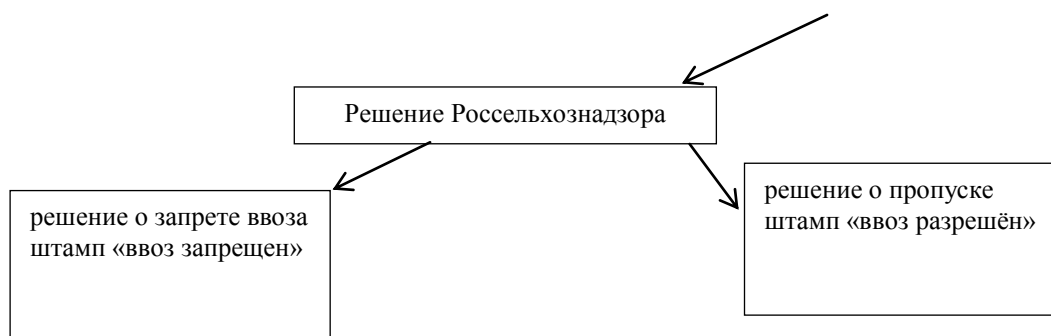 Решение Россельхознадзора
решение о запрете ввоза
штамп «ввоз запрещен»
решение о пропуске
штамп «ввоз разрешён»